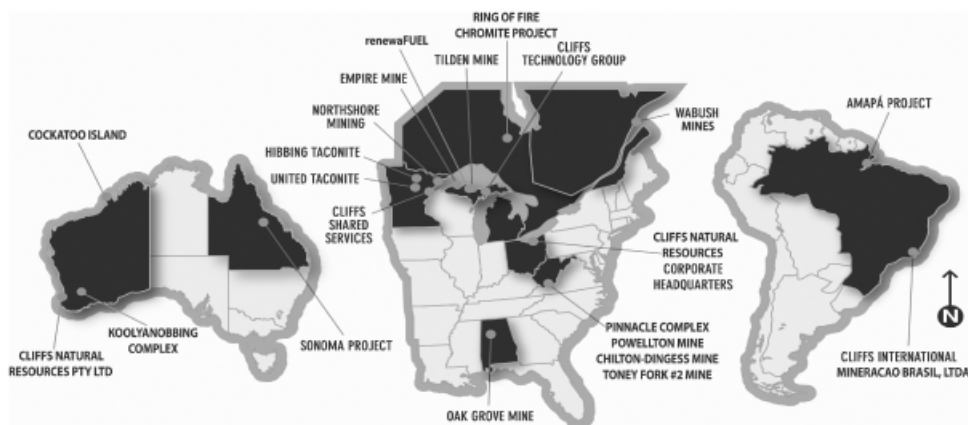 COCKATOO ISLAND
CLIFFS NATURAL
RESOURCES PTY LTD
KOOLYANOBBING
COMPLEX
SONOMA PROJECT
RING OF FIRE
CHROMITE PROJECT
renewaFUEL
TILDEN MINE
CLIFFS
TECHNOLOGY GROUP
EMPIRE MINE
NORTHSHORE
MINING
HIBBING TACONITE
UNITED TACONITE
CLIFFS
SHARED
SERVICES
WABUSH
MINES
CLIFFS NATURAL
RESOURCES
CORPORATE
HEADQUARTERS
PINNACLE COMPLEX
POWELLTON MINE
CHILTON-DINGESS MINE
TONEY FORK #2 MINE
OAK GROVE MINE
AMAPÁ PROJECT
CLIFFS INTERNATIONAL
MINERACAO BRASIL, LTDA
N